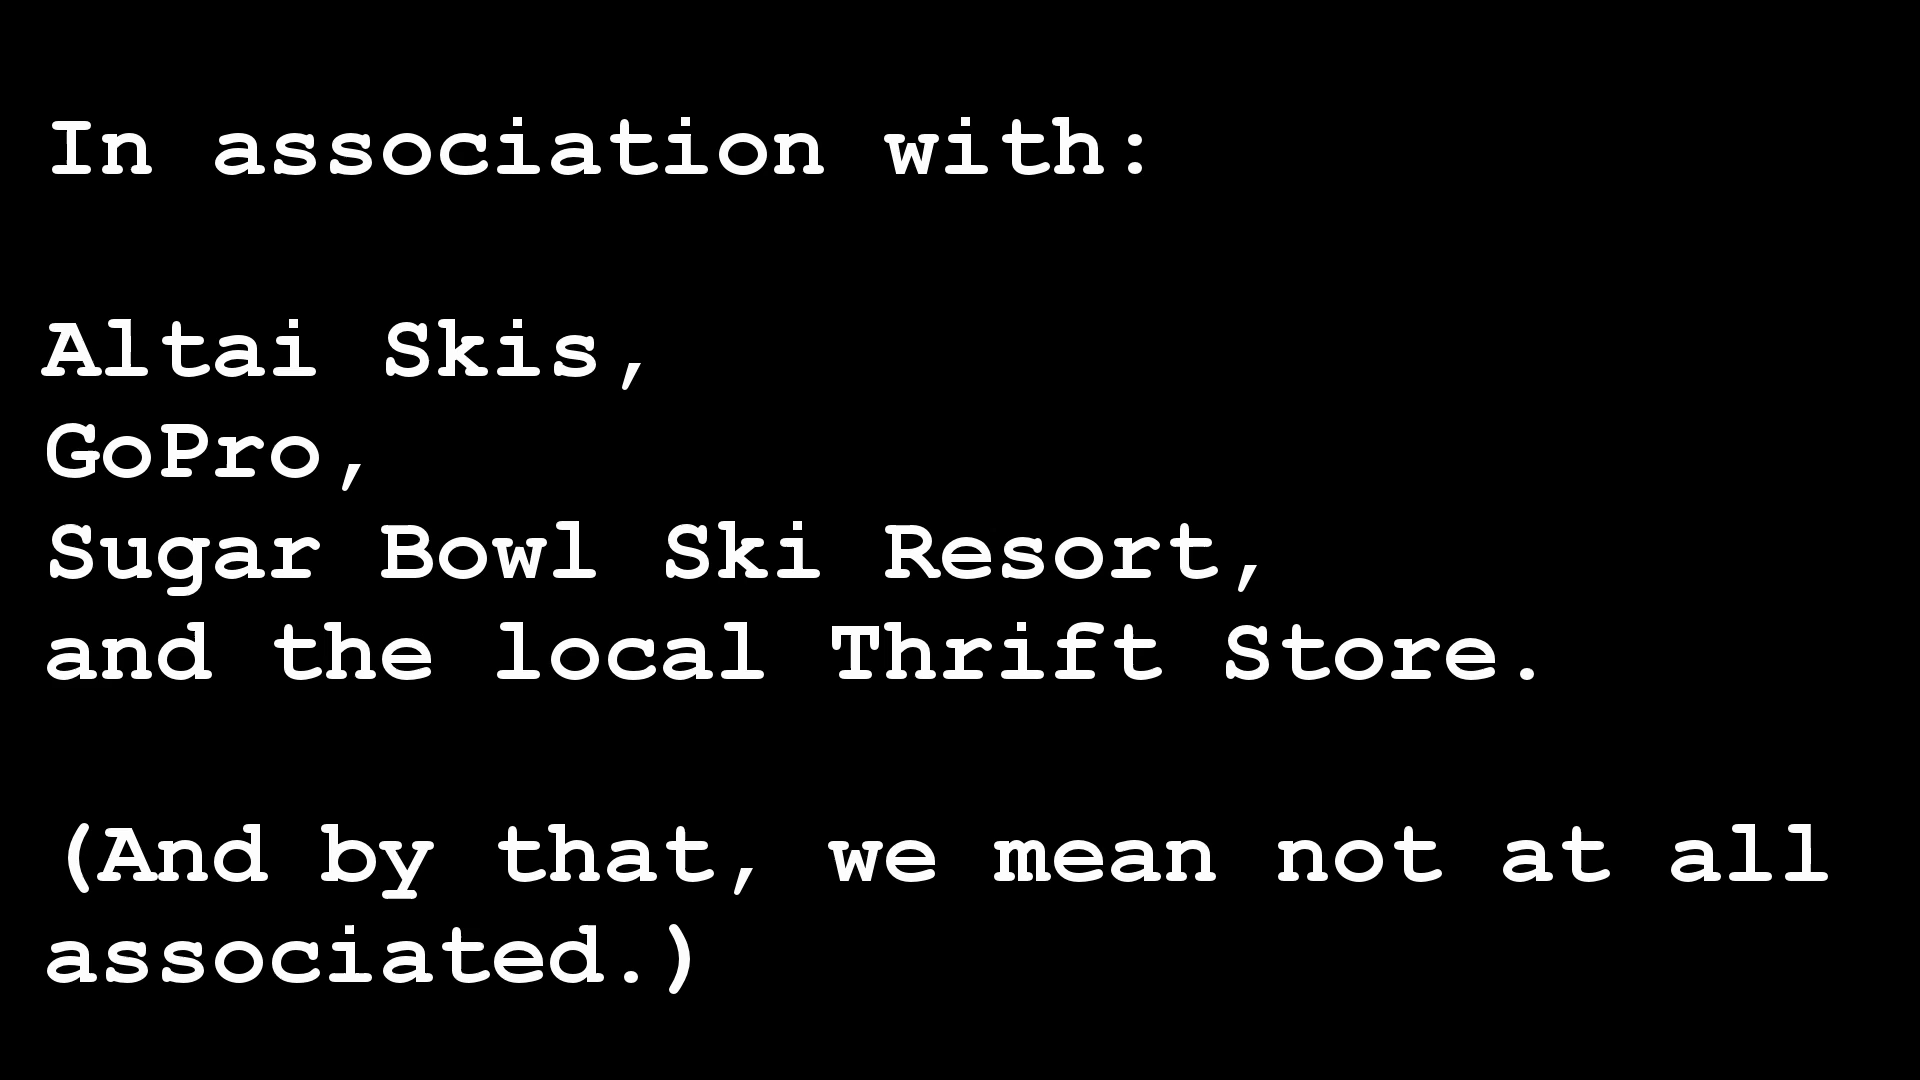 In association with:
Altai Skis,
GoPro,
Sugar Bowl Ski Resort,
and the local Thrift Store.
(And by that, we mean not at all
associated.)